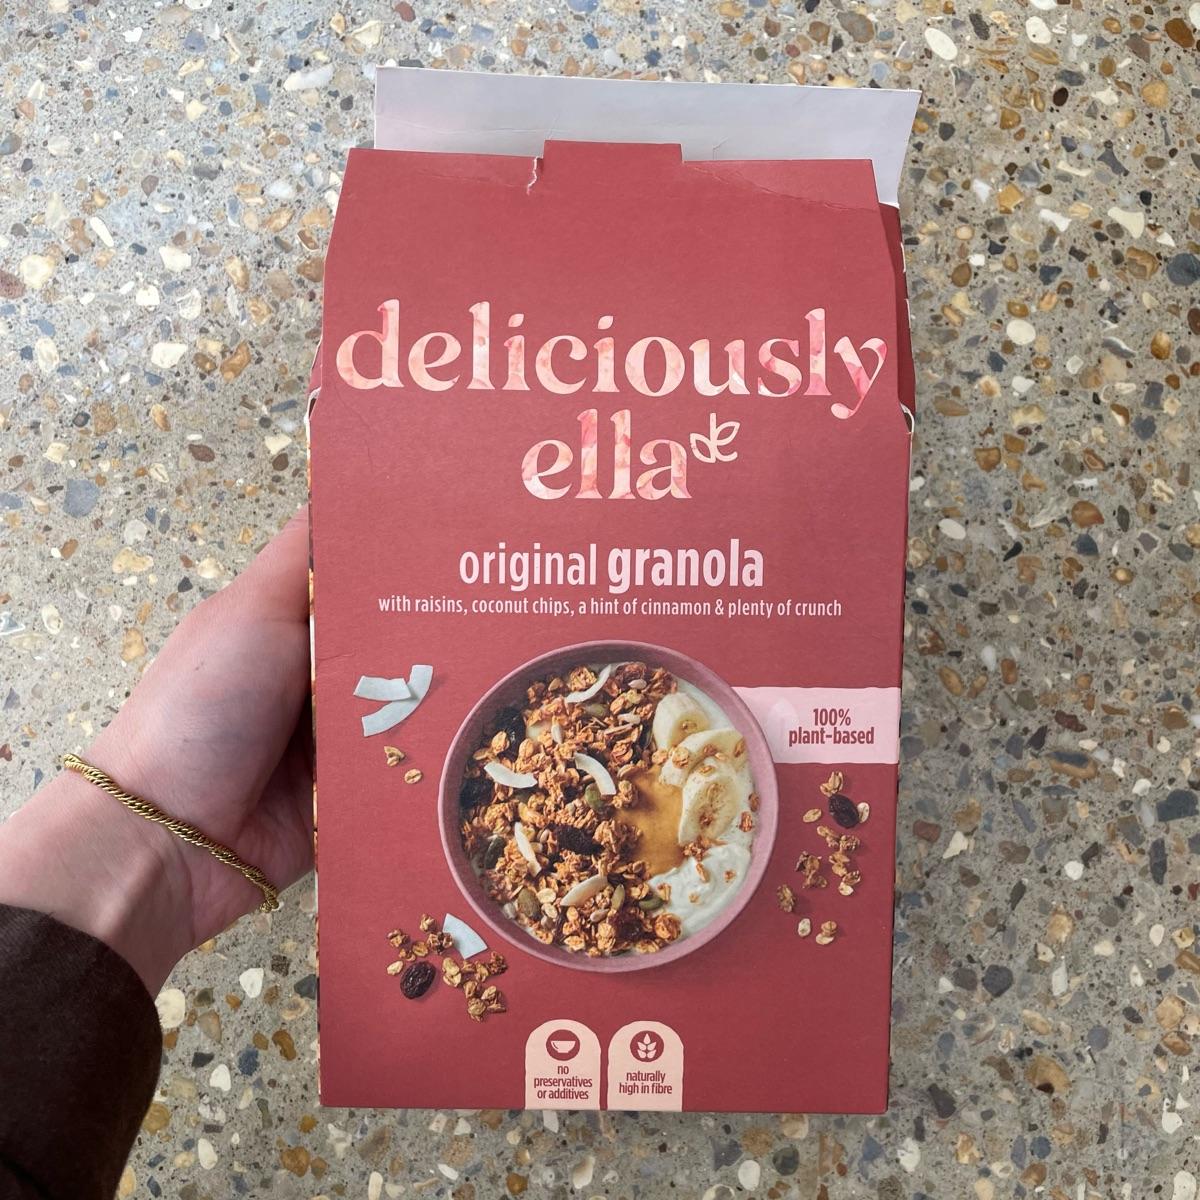 deliciously
ella
original granola
with raisins, coconut chips, a hint of cinnamon & plenty of crunch
100%
plant-based
no
preservatives
or additives
naturally
high in fibre